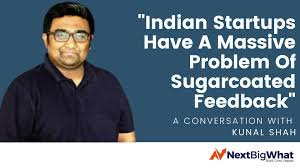 "Indian Startups
Have A Massive
Problem Of
Sugarcoated
Feedback"
A CONVERSATION WITH
KUNAL SHAH
NextBigWhat